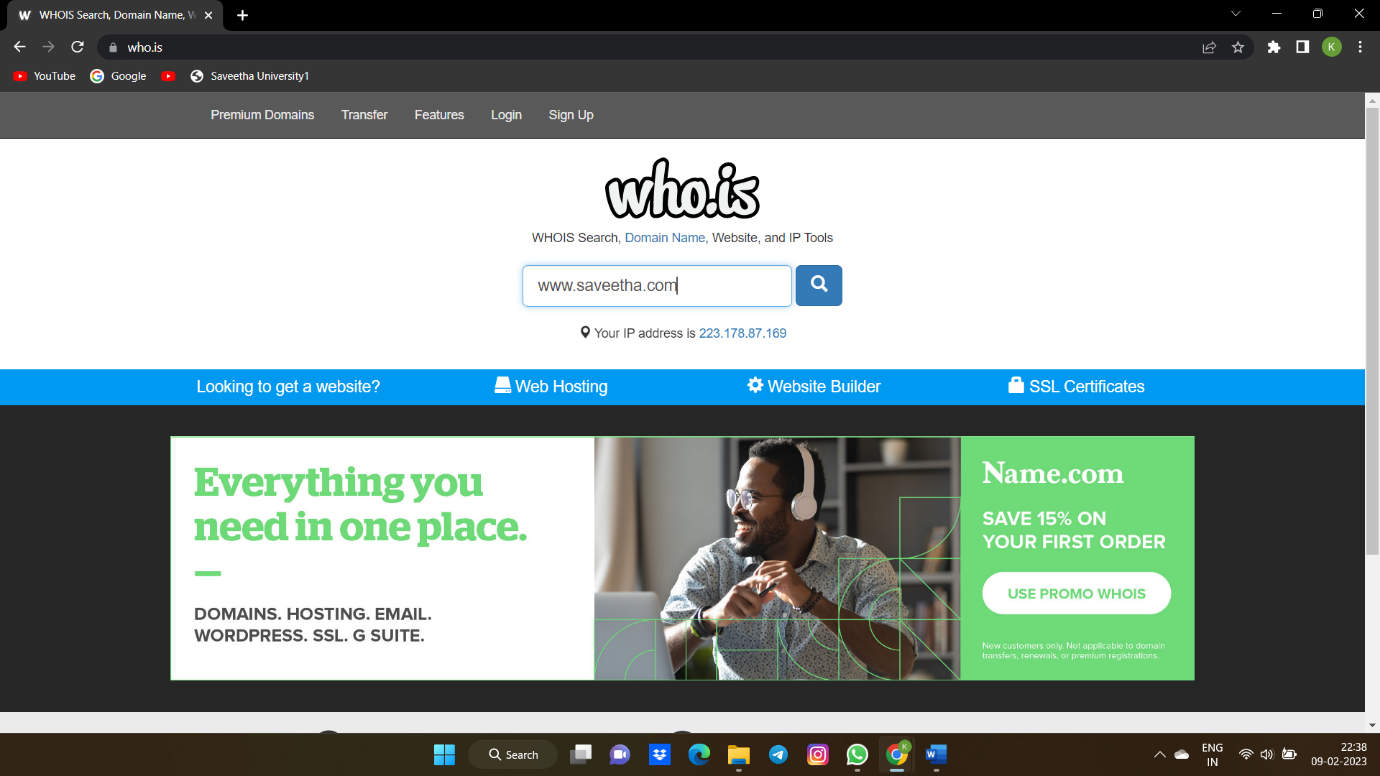 W WHOIS Search, Domain Name, W
who.is
K
YouTube
Google
Saveetha University1
Premium Domains Transfer Features Login Sign Up
who.is
WHOIS Search, Domain Name, Website, and IP Tools
www.saveetha.com
Your IP address is 223.178.87.169
Looking to get a website? Web Hosting Website Builder SSL Certificates
Everything you
need in one place.
DOMAINS. HOSTING. EMAIL.
WORDPRESS. SSL. G SUITE.
Name.com
SAVE 15% ON
YOUR FIRST ORDER
USE PROMO WHOIS
New customers only. Not applicable to domain
transfers, renewals, or premium registrations.
Search
K
W
ENG
IN
22:38
09-02-2023